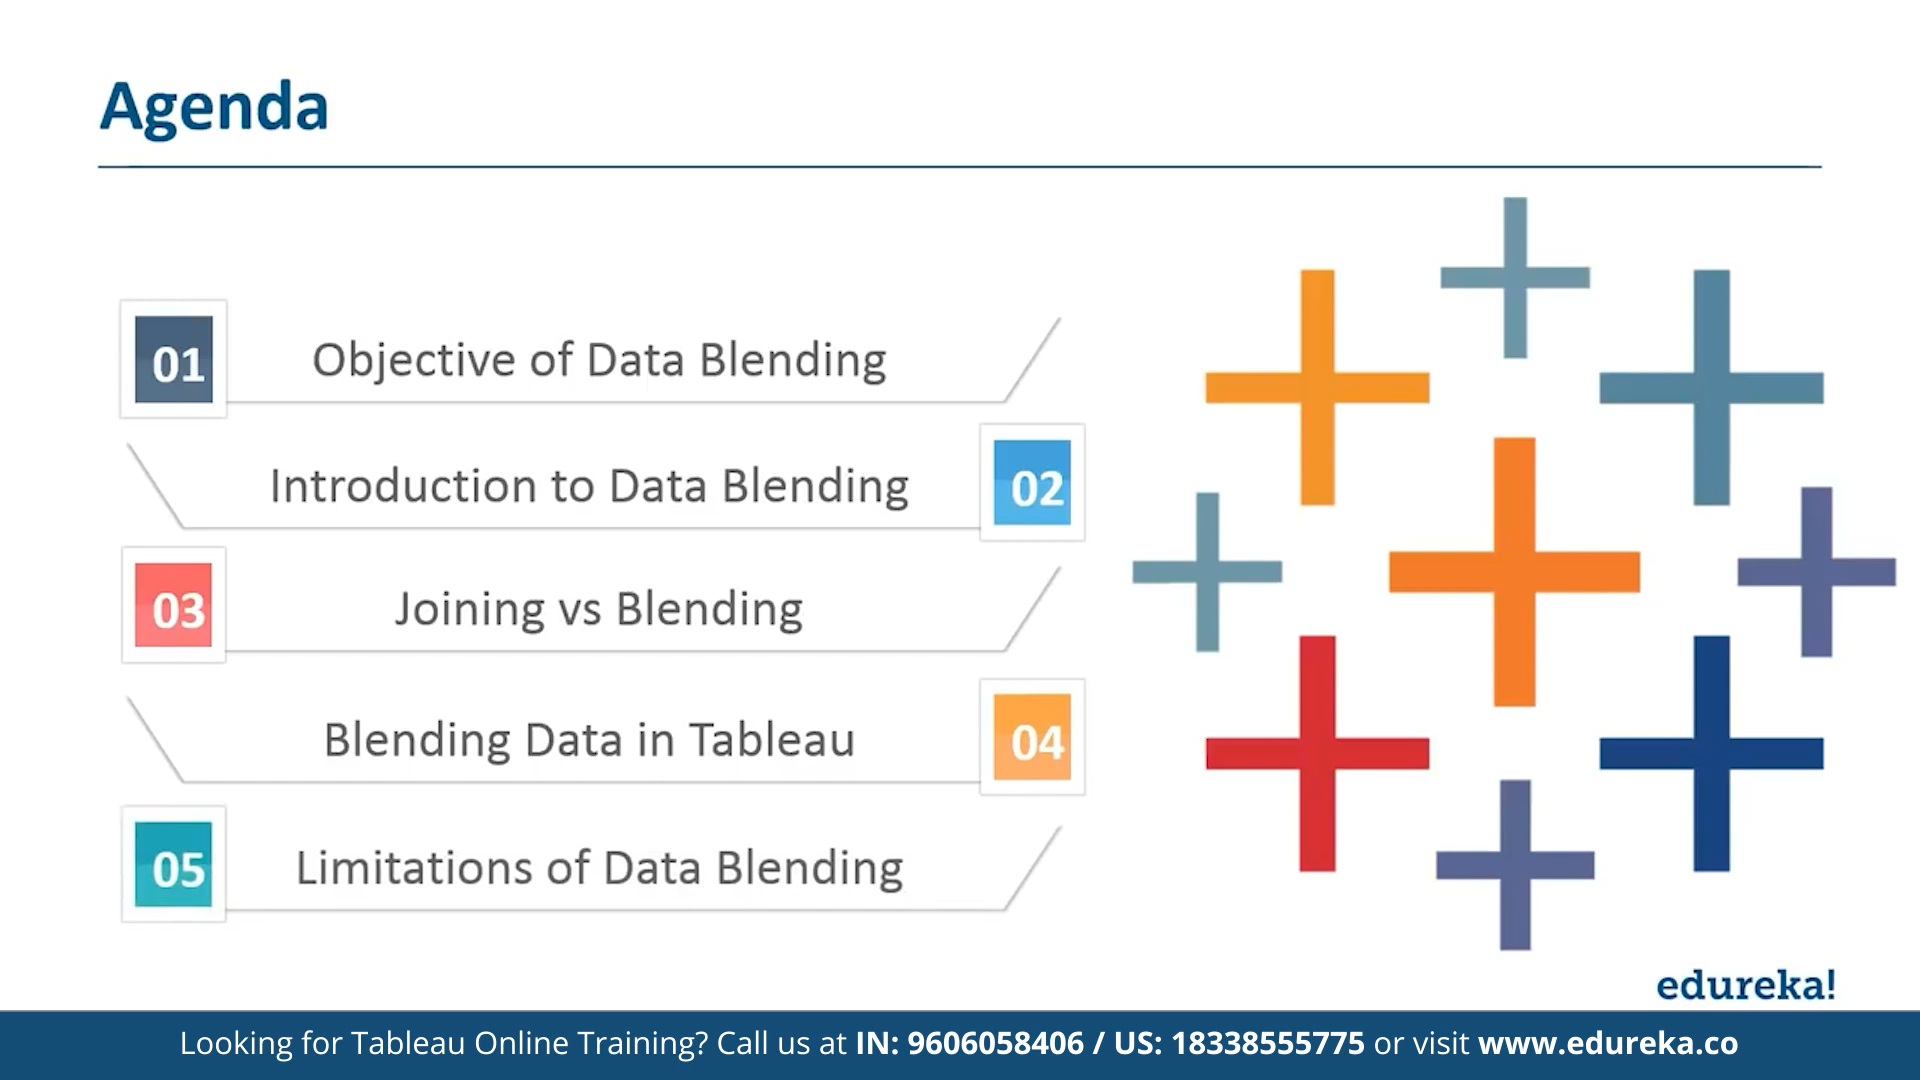 Agenda
01 Objective of Data Blending
Introduction to Data Blending 02
03 Joining vs Blending
Blending Data in Tableau 04
05 Limitations of Data Blending
edureka!
Looking for Tableau Online Training? Call us at IN: 9606058406 / US: 18338555775 or visit www.edureka.co